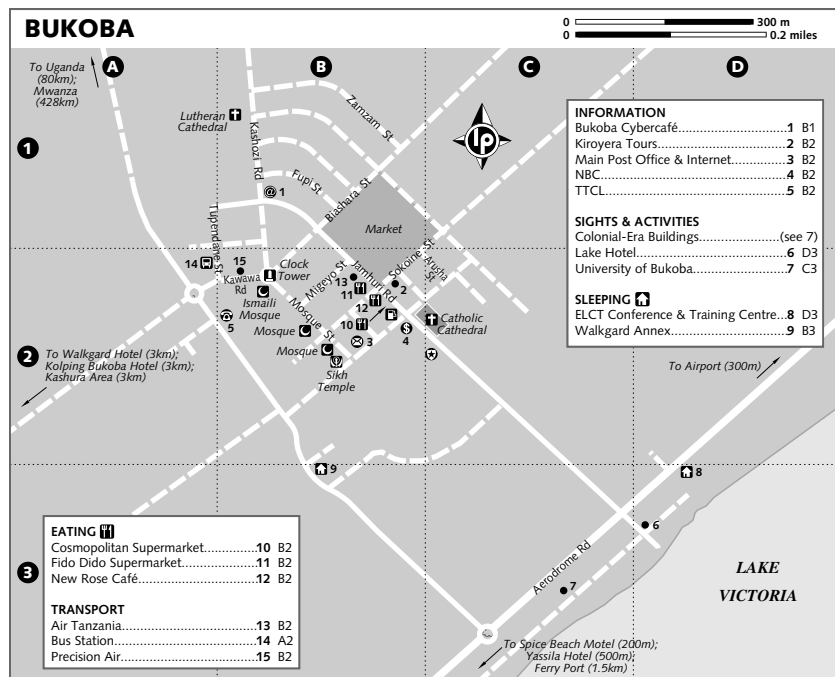 BUKOBA
0 300 m
0 0.2 miles
A
B
C
D
To Uganda
(80km);
Mwanza
(428km)
Lutheran
Cathedral
Kashozi Rd
Zamzam St
lp
1
@ 1
Fupi St
Biashara St
Market
Tupendane St
14
15
Kawawa
Rd
Clock
Tower
Ismaili
Mosque
5
Migeyo St
Jamhuri Rd
Sokoine St
Arusha
St
13
11
2
12
10
3
4
Mosque St
Mosque
Mosque
Sikh
Temple
Catholic
Cathedral
INFORMATION
Bukoba Cybercafé 1 B1
Kiroyera Tours 2 B2
Main Post Office & Internet 3 B2
NBC 4 B2
TTCL 5 B2
SIGHTS & ACTIVITIES
Colonial-Era Buildings (see 7)
Lake Hotel 6 D3
University of Bukoba 7 C3
SLEEPING
ELCT Conference & Training Centre 8 D3
Walkgard Annex 9 B3
2
To Walkgard Hotel (3km);
Kolping Bukoba Hotel (3km);
Kashura Area (3km)
To Airport (300m)
9
8
6
7
3
EATING
Cosmopolitan Supermarket 10 B2
Fido Dido Supermarket 11 B2
New Rose Café 12 B2
TRANSPORT
Air Tanzania 13 B2
Bus Station 14 A2
Precision Air 15 B2
Aerodrome Rd
LAKE
VICTORIA
To Spice Beach Motel (200m);
Yassila Hotel (500m);
Ferry Port (1.5km)